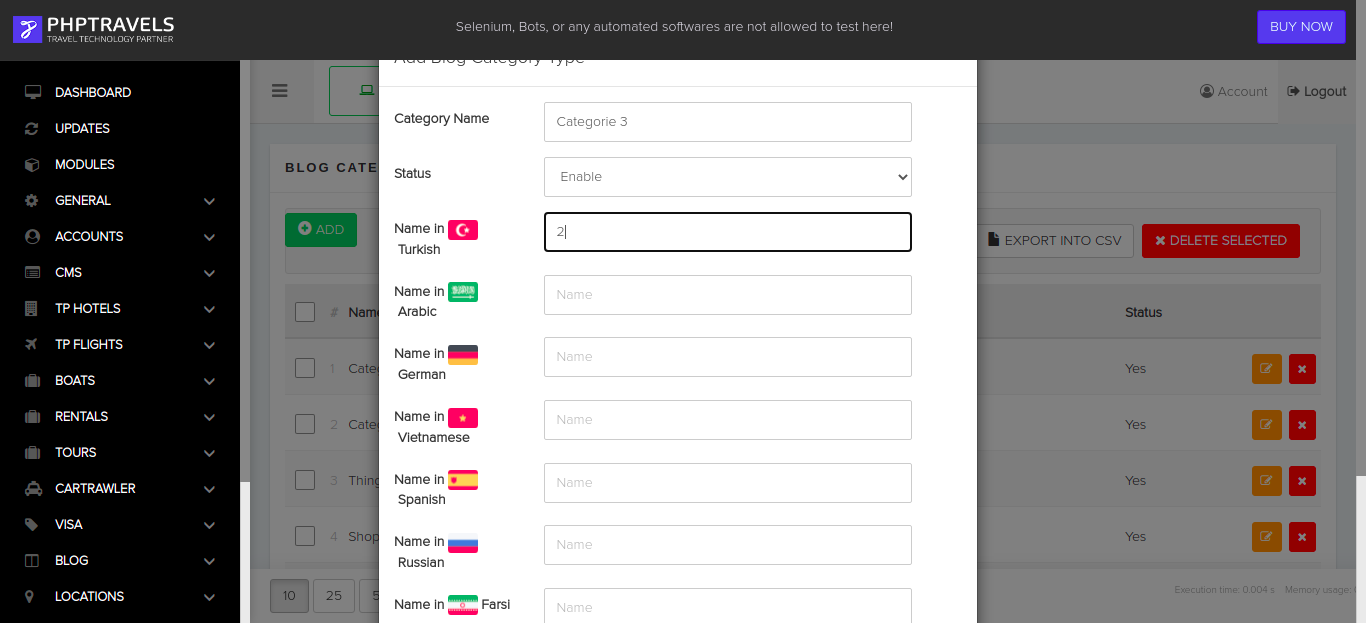 PHPTRAVELS
TRAVEL TECHNOLOGY PARTNER
Selenium, Bots, or any automated softwares are not allowed to test here!
BUY NOW
DASHBOARD
UPDATES
MODULES
GENERAL
ACCOUNTS
CMS
TP HOTELS
TP FLIGHTS
BOATS
RENTALS
TOURS
CARTRAWLER
VISA
BLOG
LOCATIONS
Account
Logout
BLOG CATE
ADD
EXPORT INTO CSV
DELETE SELECTED
# Name Status
1 Cate Yes
2 Cate Yes
3 Thing Yes
4 Shop Yes
10 25 5
Execution time: 0.004 s Memory usage:
Add Blog Category Type
Category Name Categorie 3
Status Enable
Name in Turkish 2
Name in Arabic Name
Name in German Name
Name in Vietnamese Name
Name in Spanish Name
Name in Russian Name
Name in Farsi Name